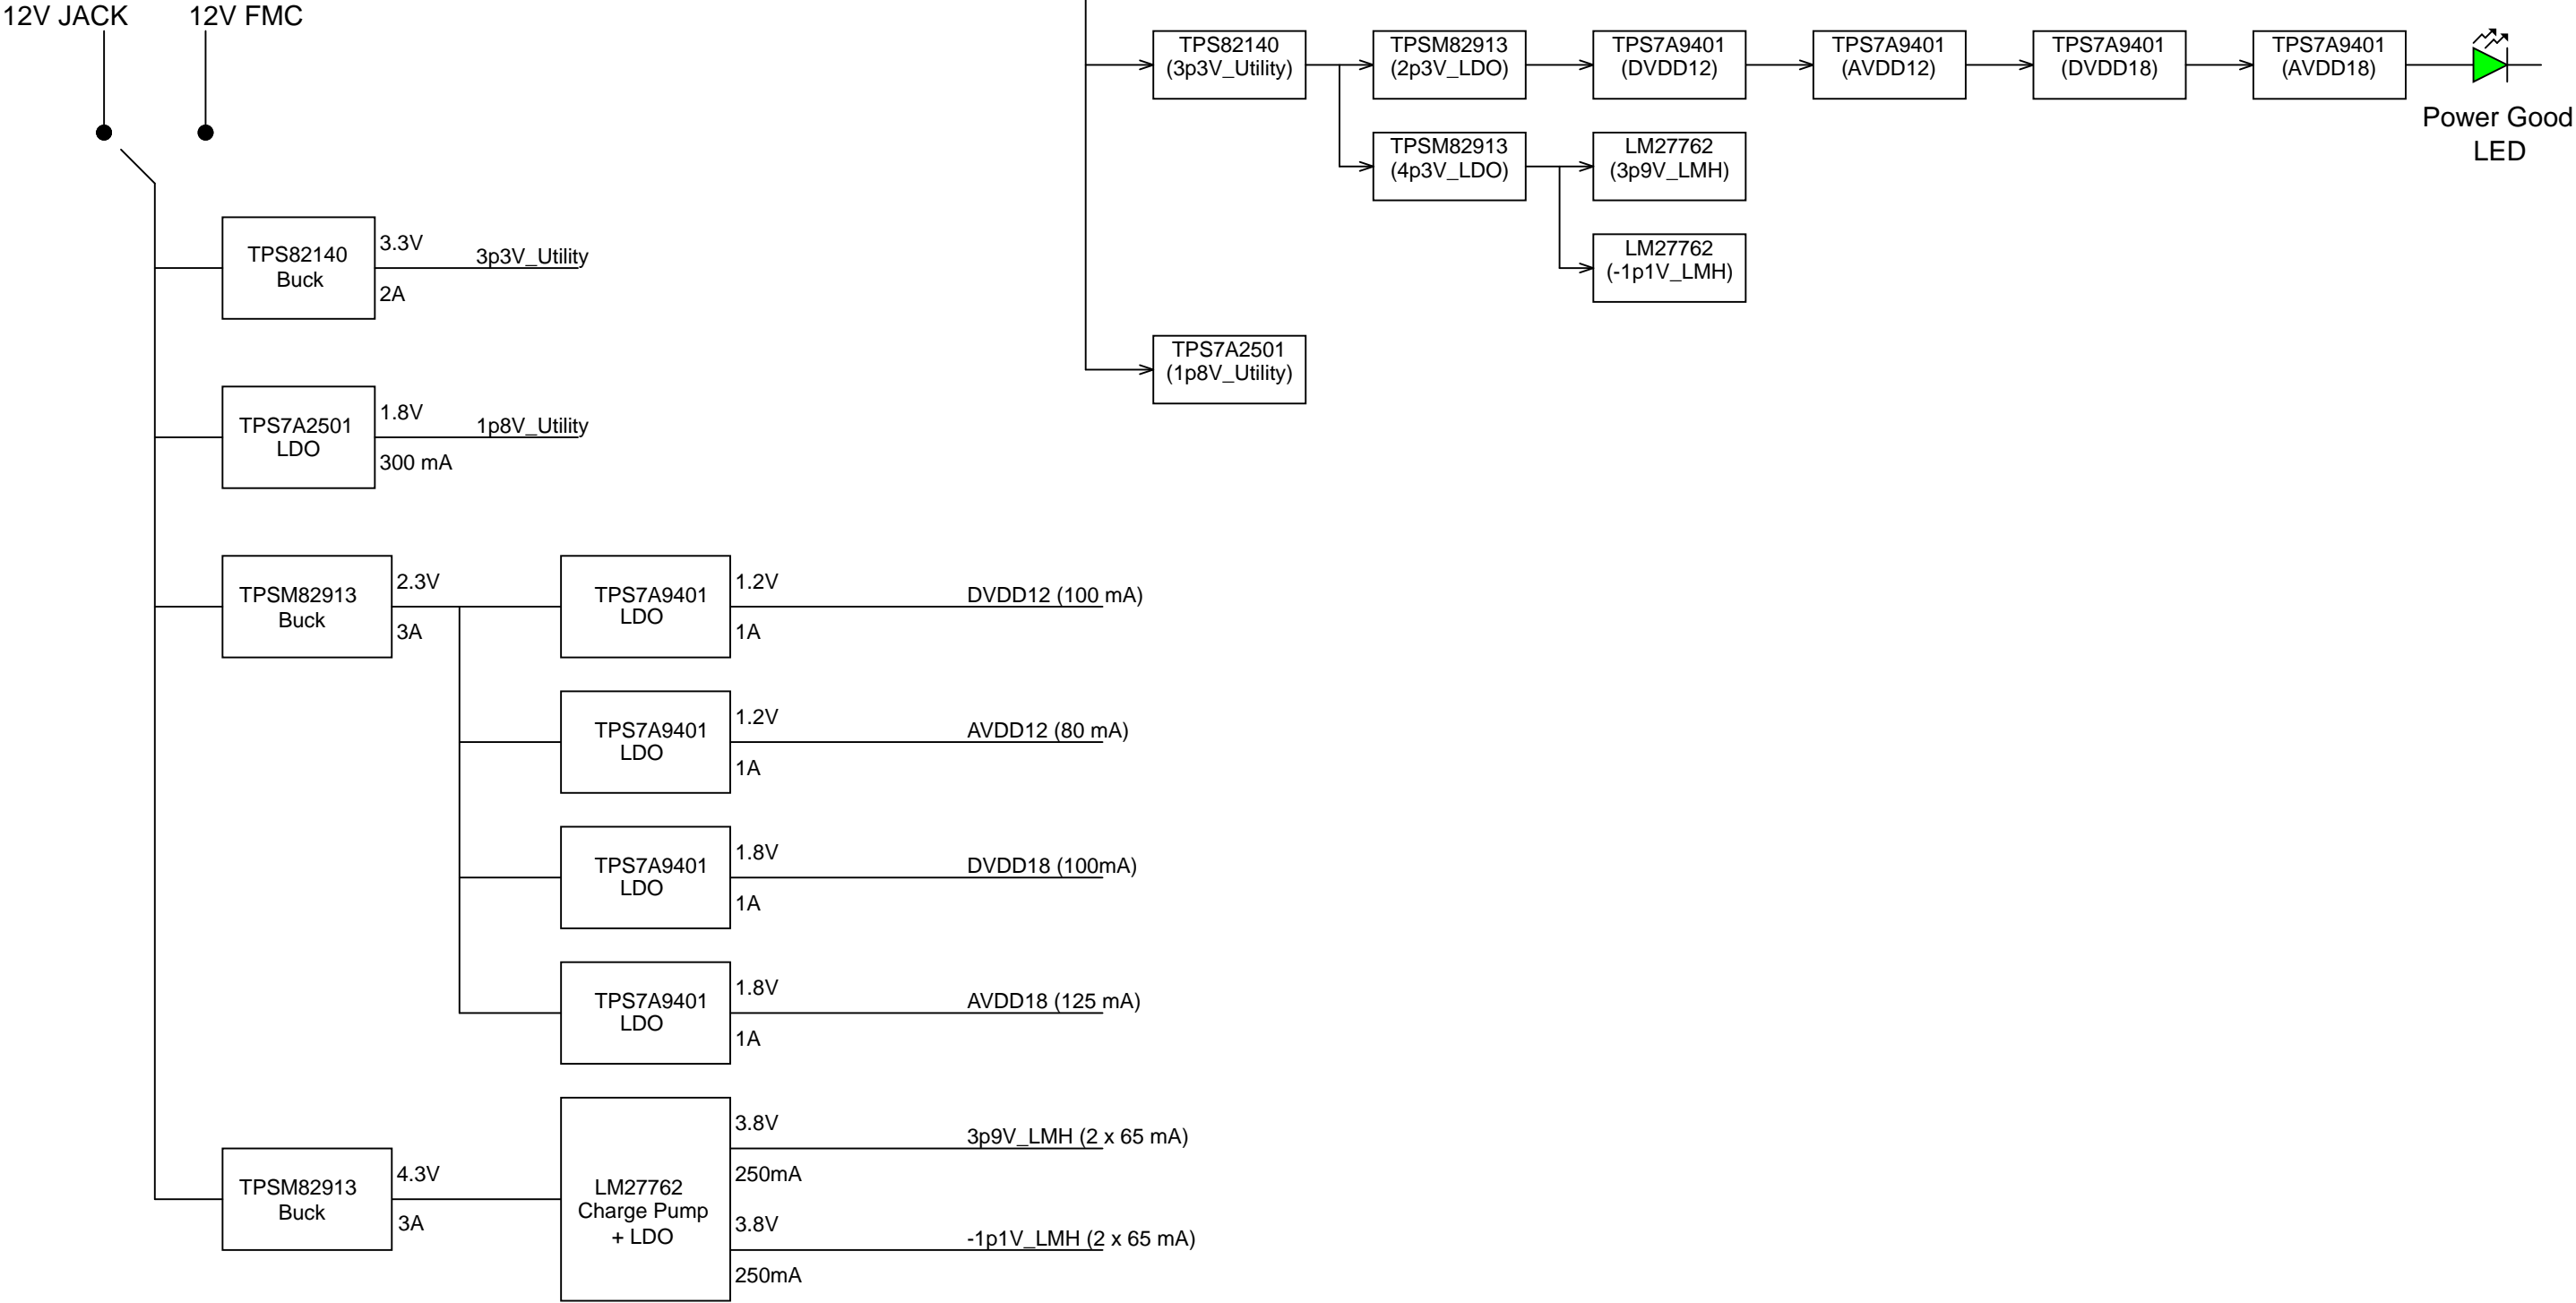 12V JACK
12V FMC
TPS82140
(3p3V_Utility)
TPSM82913
(2p3V_LDO)
TPS7A9401
(DVDD12)
TPS7A9401
(AVDD12)
TPS7A9401
(DVDD18)
TPS7A9401
(AVDD18)
Power Good
LED
TPSM82913
(4p3V_LDO)
LM27762
(3p9V_LMH)
LM27762
(-1p1V_LMH)
TPS7A2501
(1p8V_Utility)
TPS82140
Buck
3.3V
2A
3p3V_Utility
TPS7A2501
LDO
1.8V
300 mA
1p8V_Utility
TPSM82913
Buck
2.3V
3A
TPS7A9401
LDO
1.2V
1A
DVDD12 (100 mA)
TPS7A9401
LDO
1.2V
1A
AVDD12 (80 mA)
TPS7A9401
LDO
1.8V
1A
DVDD18 (100mA)
TPS7A9401
LDO
1.8V
1A
AVDD18 (125 mA)
TPSM82913
Buck
4.3V
3A
LM27762
Charge Pump
+ LDO
3.8V
250mA
3p9V_LMH (2 x 65 mA)
3.8V
250mA
-1p1V_LMH (2 x 65 mA)